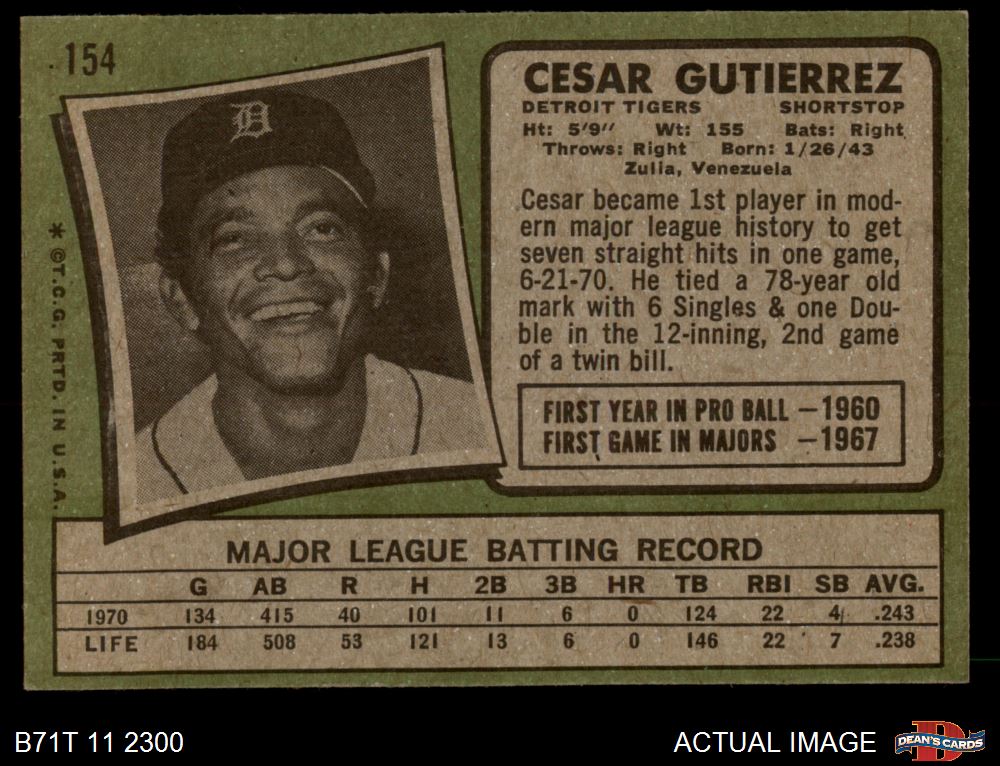 154
CESAR GUTIERREZ
DETROIT TIGERS SHORTSTOP
Ht: 5'9" Wt: 155 Bats: Right
Throws: Right Born: 1/26/43
Zulia, Venezuela
Cesar became 1st player in mod-
ern major league history to get
seven straight hits in one game,
6-21-70. He tied a 78-year old
mark with 6 Singles & one Dou-
ble in the 12-inning, 2nd game
of a twin bill.
FIRST YEAR IN PRO BALL — 1960
FIRST GAME IN MAJORS — 1967
* ©T.C.G. PRTD. IN U.S.A.
D
MAJOR LEAGUE BATTING RECORD
G AB R H 2B 3B HR TB RBI SB AVG.
1970 134 415 40 101 11 6 0 124 22 4 .243
LIFE 184 508 53 121 13 6 0 146 22 7 .238
B71T 11 2300
ACTUAL IMAGE
D
DEAN'S CARDS